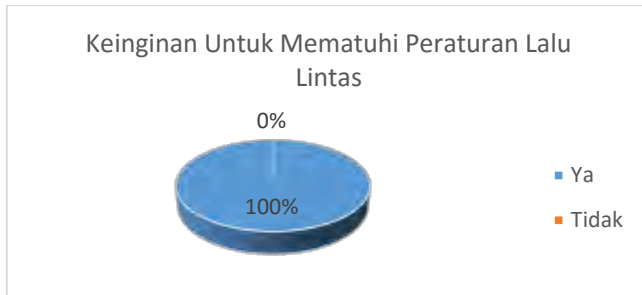 Keinginan Untuk Mematuhi Peraturan Lalu
Lintas
0%
100%
Ya
Tidak